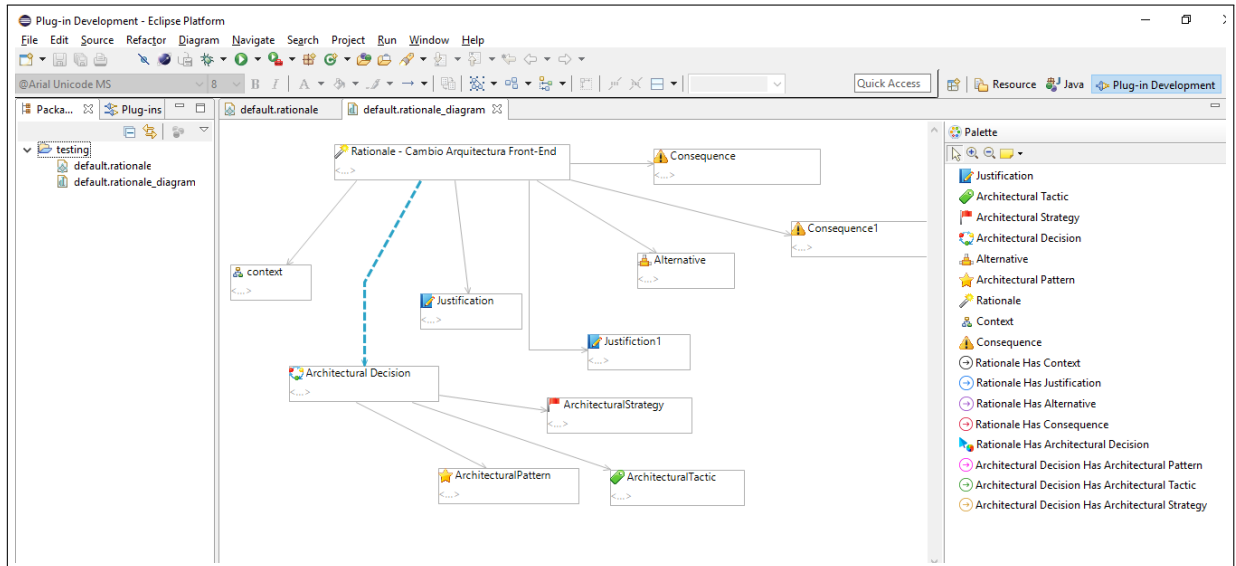 Plug-in Development - Eclipse Platform
File Edit Source Refactor Diagram Navigate Search Project Run Window Help
@Arial Unicode MS 8 B I A Quick Access Resource Java Plug-in Development
Packa... Plug-ins default.rationale default.rationale_diagram
testing
default.rationale
default.rationale_diagram
Rationale - Cambio Arquitectura Front-End
<...>
Consequence
<...>
Consequence1
<...>
context
<...>
Alternative
<...>
Justification
<...>
Justifiction1
<...>
Architectural Decision
<...>
ArchitecturalStrategy
<...>
ArchitecturalPattern
<...>
ArchitecturalTactic
<...>
Palette
Justification
Architectural Tactic
Architectural Strategy
Architectural Decision
Alternative
Architectural Pattern
Rationale
Context
Consequence
Rationale Has Context
Rationale Has Justification
Rationale Has Alternative
Rationale Has Consequence
Rationale Has Architectural Decision
Architectural Decision Has Architectural Pattern
Architectural Decision Has Architectural Tactic
Architectural Decision Has Architectural Strategy